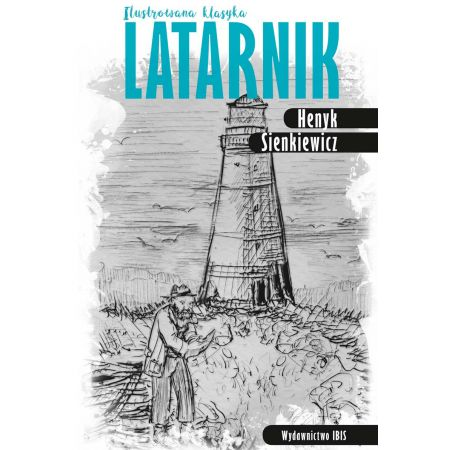 Ilustrowana klasyka
LATARNIK
Henyk
Sienkiewicz
Wydawnictwo IBIS